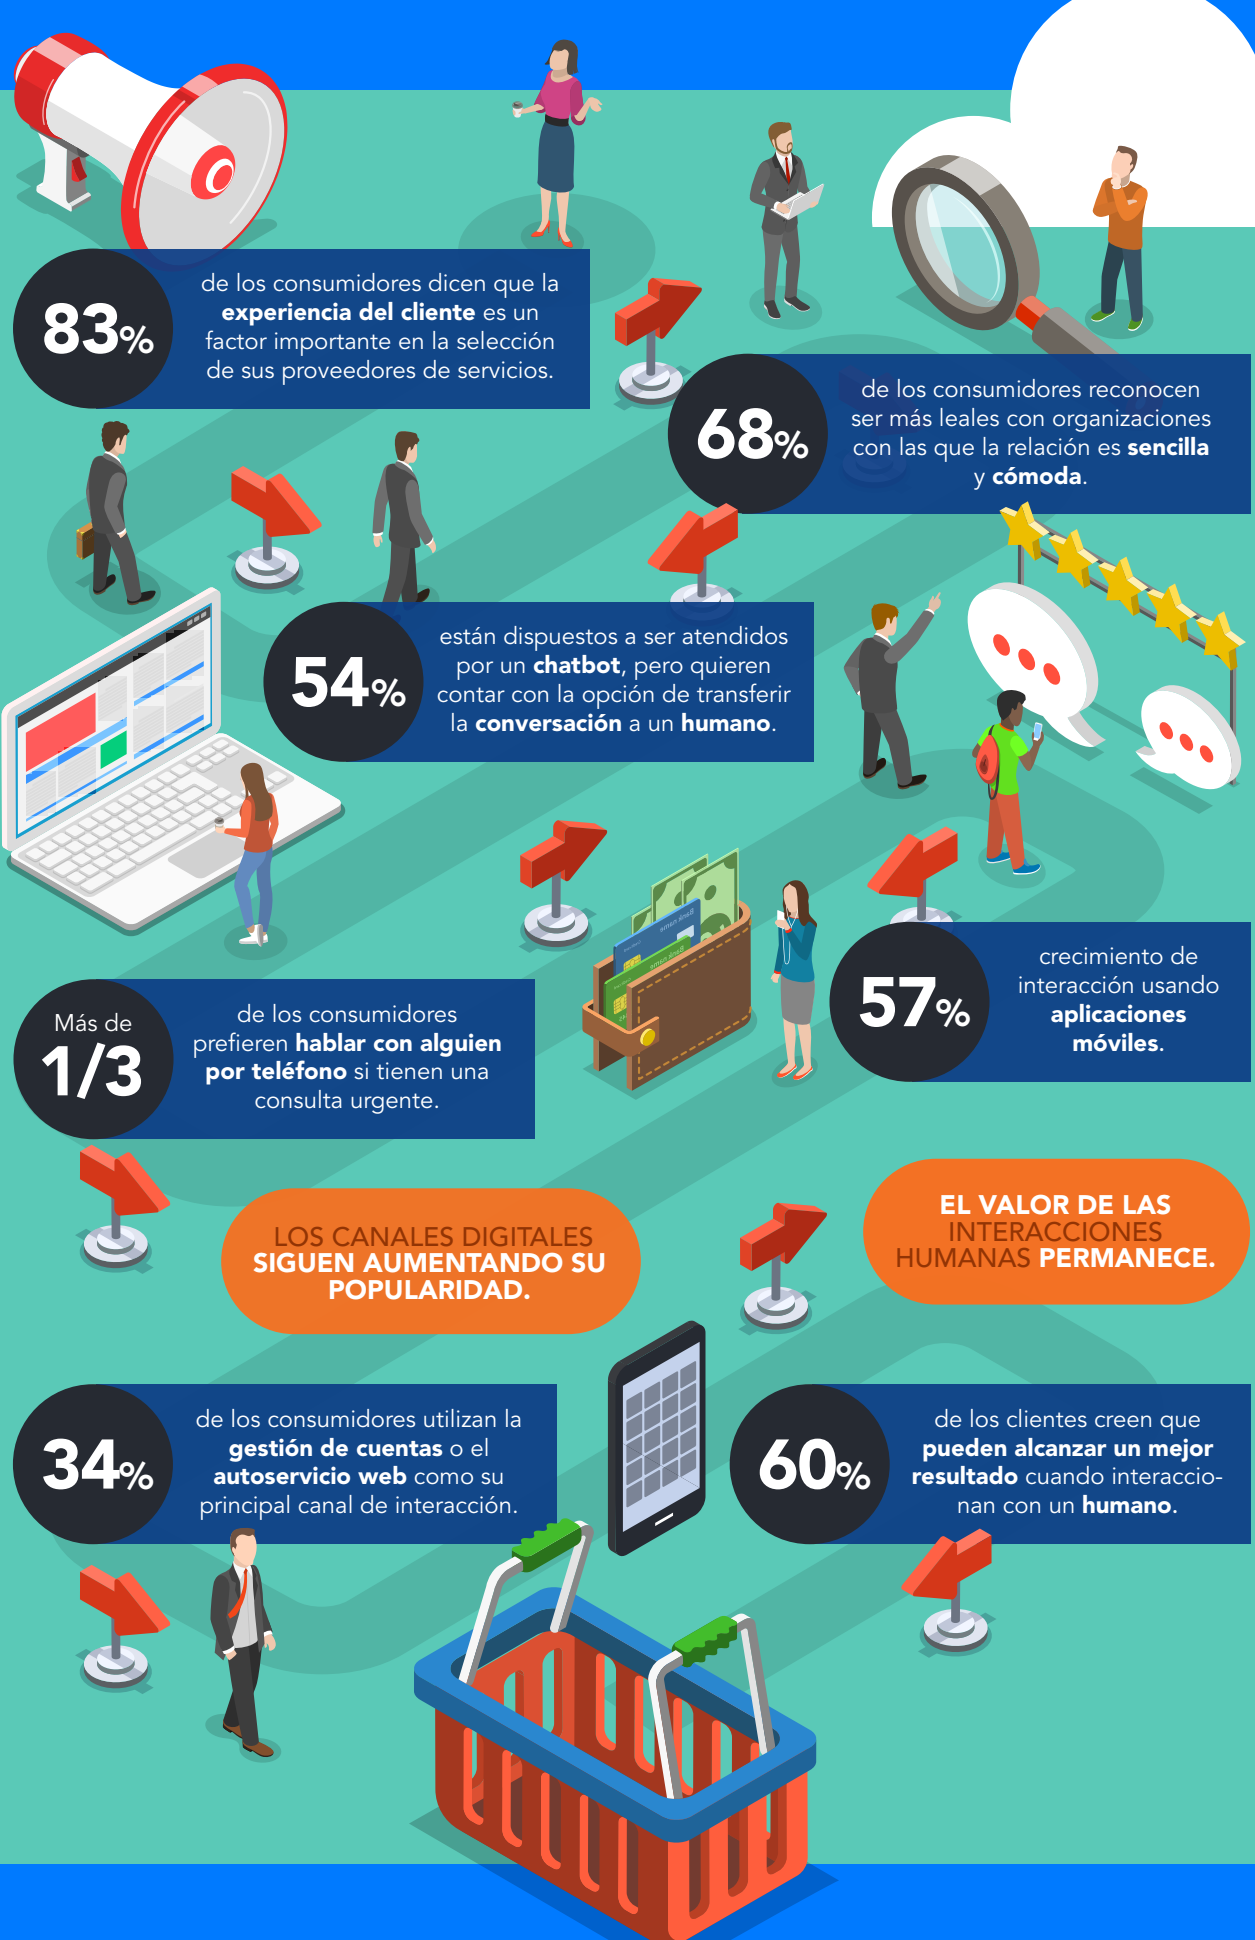 83%
de los consumidores dicen que la
experiencia del cliente es un
factor importante en la selección
de sus proveedores de servicios.
68%
de los consumidores reconocen
ser más leales con organizaciones
con las que la relación es sencilla
y cómoda.
54%
están dispuestos a ser atendidos
por un chatbot, pero quieren
contar con la opción de transferir
la conversación a un humano.
57%
crecimiento de
interacción usando
aplicaciones
móviles.
Más de
1/3
de los consumidores
prefieren hablar con alguien
por teléfono si tienen una
consulta urgente.
LOS CANALES DIGITALES
SIGUEN AUMENTANDO SU
POPULARIDAD.
EL VALOR DE LAS
INTERACCIONES
HUMANAS PERMANECE.
34%
de los consumidores utilizan la
gestión de cuentas o el
autoservicio web como su
principal canal de interacción.
60%
de los clientes creen que
pueden alcanzar un mejor
resultado cuando interaccio-
nan con un humano.